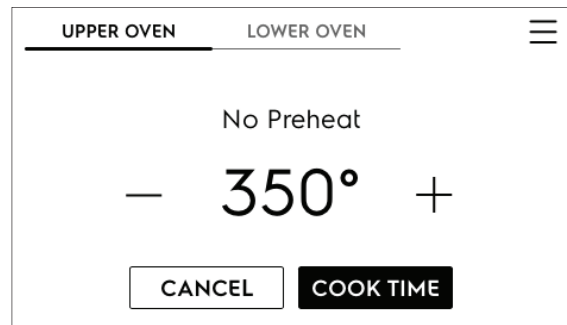 UPPER OVEN LOWER OVEN
No Preheat
— 350° +
CANCEL COOK TIME